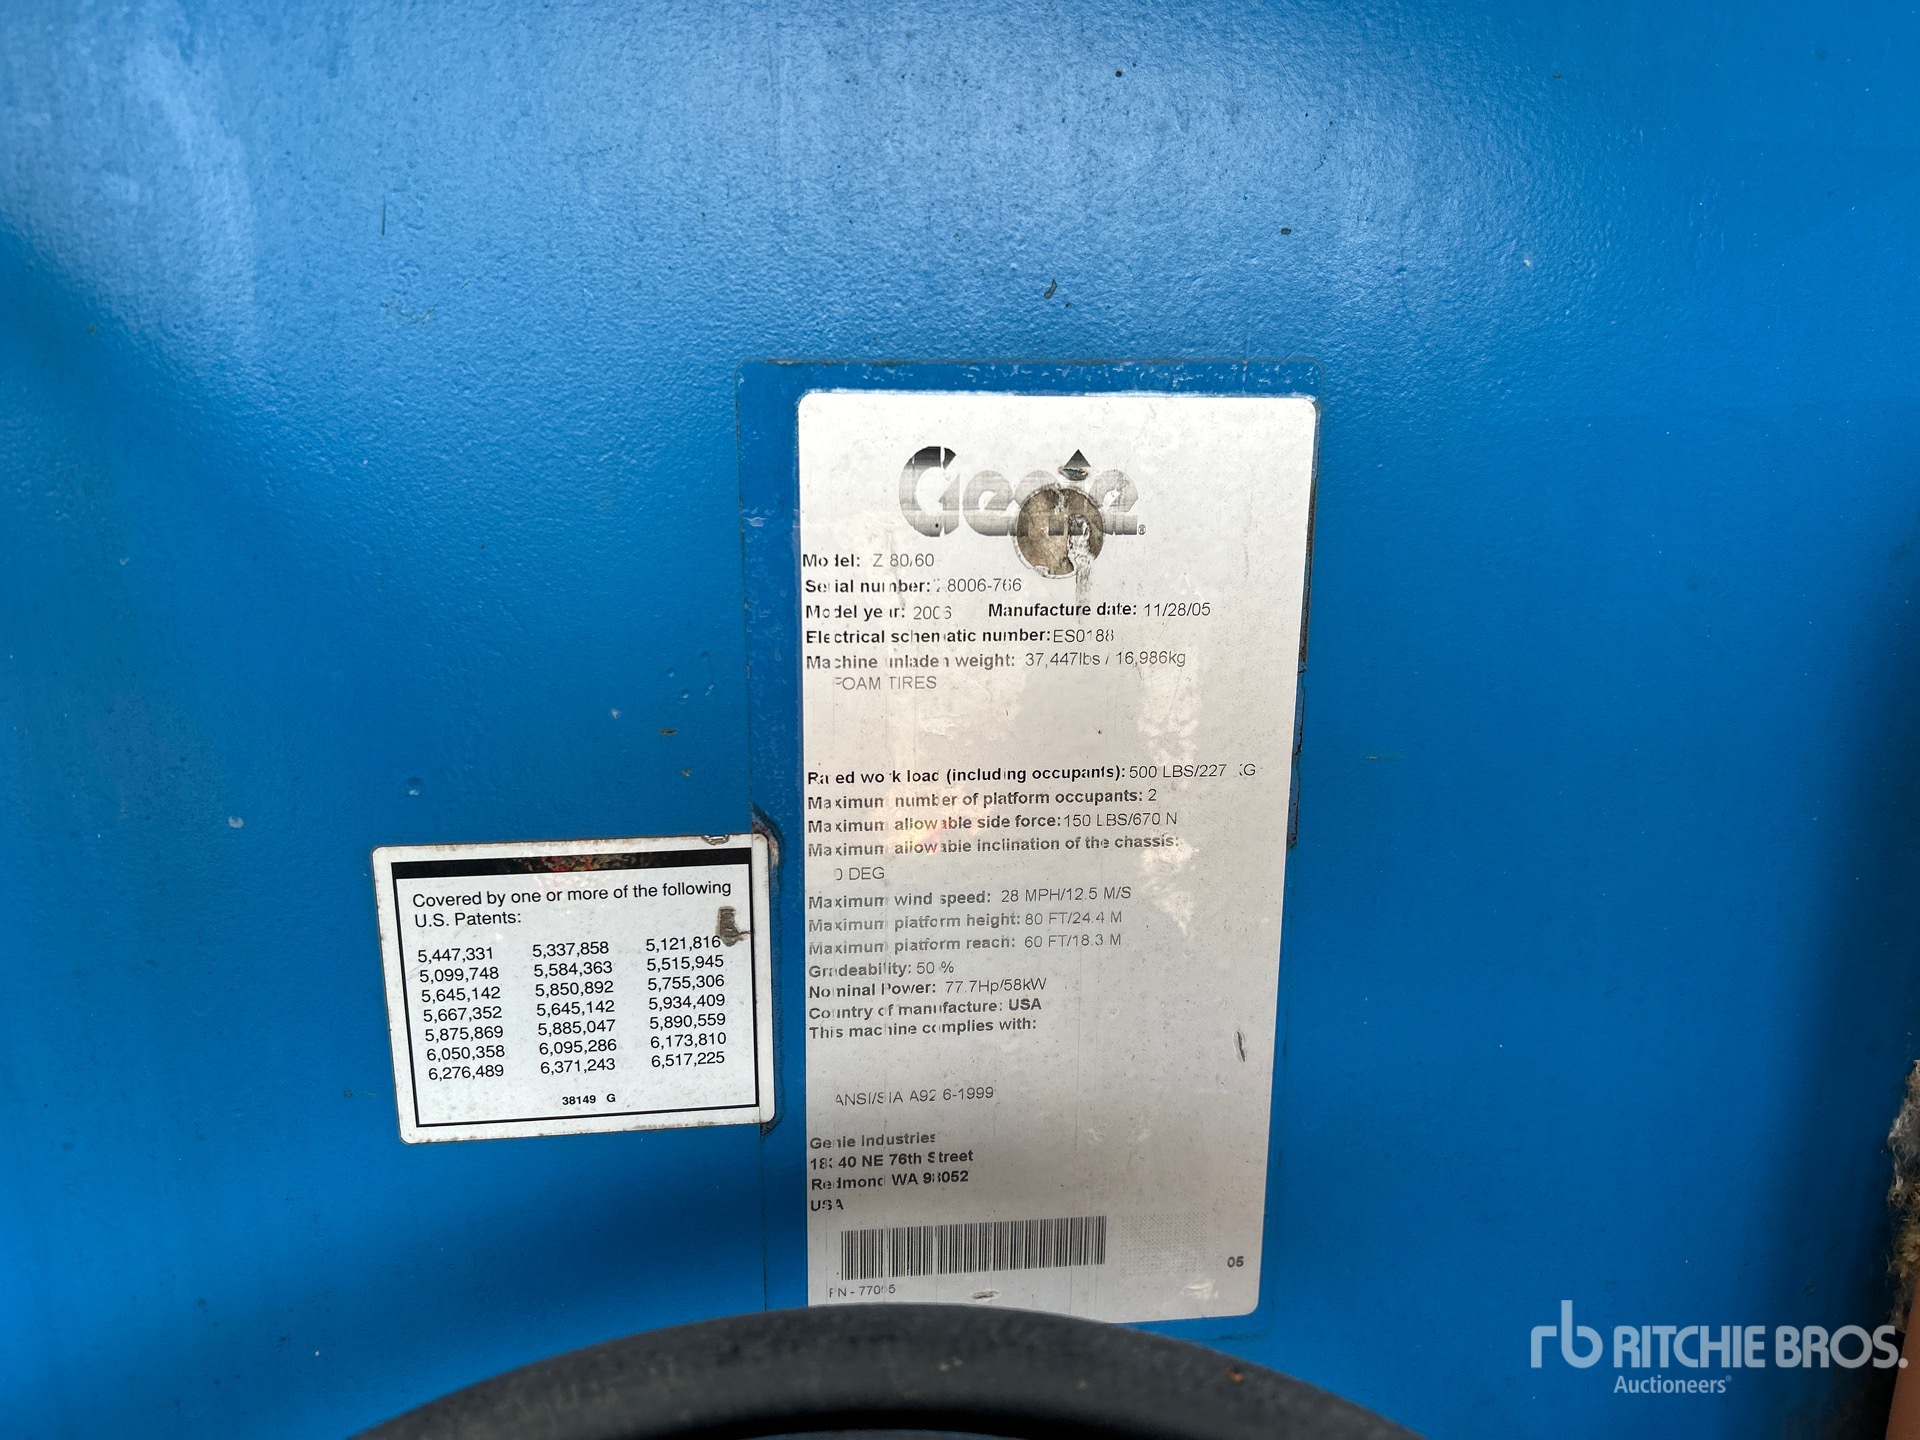 Genie®
Model: Z 80/60
Serial number: Z8006-766
Model year: 2006 Manufacture date: 11/28/05
Electrical schematic number: ES0188
Machine unladen weight: 37,447lbs / 16,986kg
FOAM TIRES
Rated work load (including occupants): 500 LBS/227 KG
Maximum number of platform occupants: 2
Maximum allowable side force: 150 LBS/670 N
Maximum allowable inclination of the chassis:
0 DEG
Maximum wind speed: 28 MPH/12.5 M/S
Maximum platform height: 80 FT/24.4 M
Maximum platform reach: 60 FT/18.3 M
Gradeability: 50 %
Nominal Power: 77.7Hp/58kW
Country of manufacture: USA
This machine complies with:
ANSI/SIA A92.6-1999
Genie Industries
NE 76th Street
Redmond WA 98052
USA
05
Covered by one or more of the following
U.S. Patents:
5,447,331 5,337,858 5,121,816
5,099,748 5,584,363 5,515,945
5,645,142 5,850,892 5,755,306
5,667,352 5,645,142 5,934,409
5,875,869 5,885,047 5,890,559
6,050,358 6,095,286 6,173,810
6,276,489 6,371,243 6,517,225
38149 G
rb RITCHIE BROS.
Auctioneers®